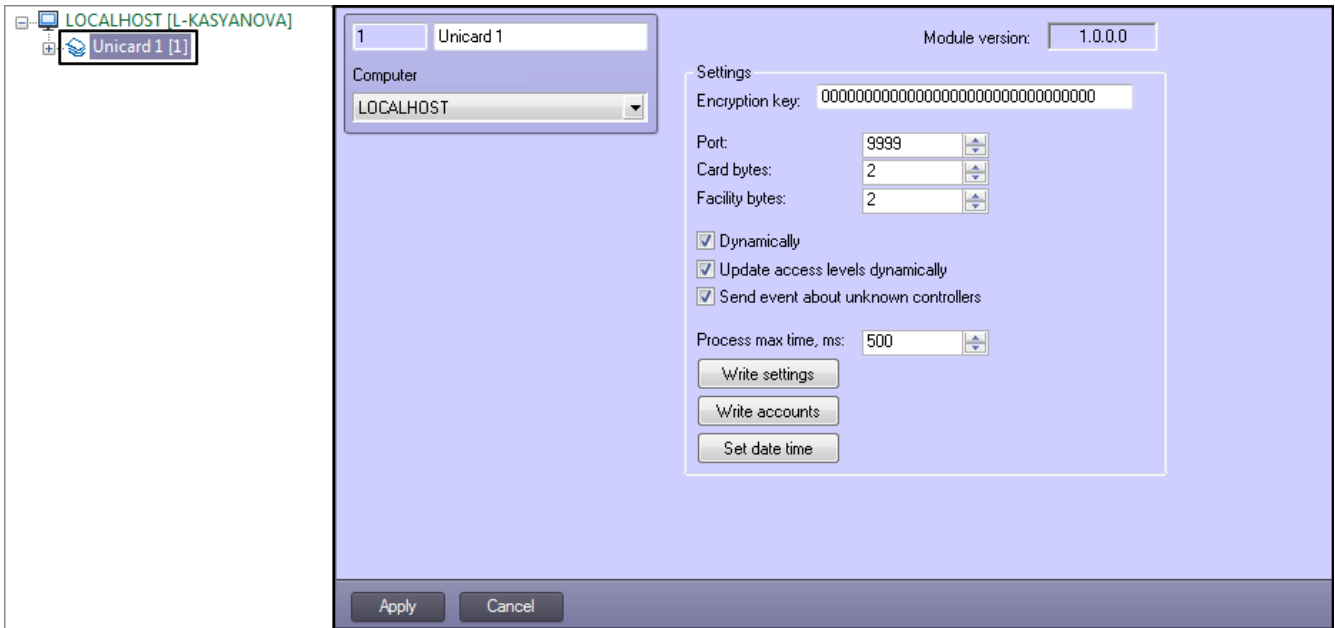 LOCALHOST [L-KASYANOVA]
Unicard 1 [1]
1 Unicard 1
Module version: 1.0.0.0
Computer
LOCALHOST
Settings
Encryption key: 00000000000000000000000000000000
Port: 9999
Card bytes: 2
Facility bytes: 2
Dynamically
Update access levels dynamically
Send event about unknown controllers
Process max time, ms: 500
Write settings
Write accounts
Set date time
Apply Cancel